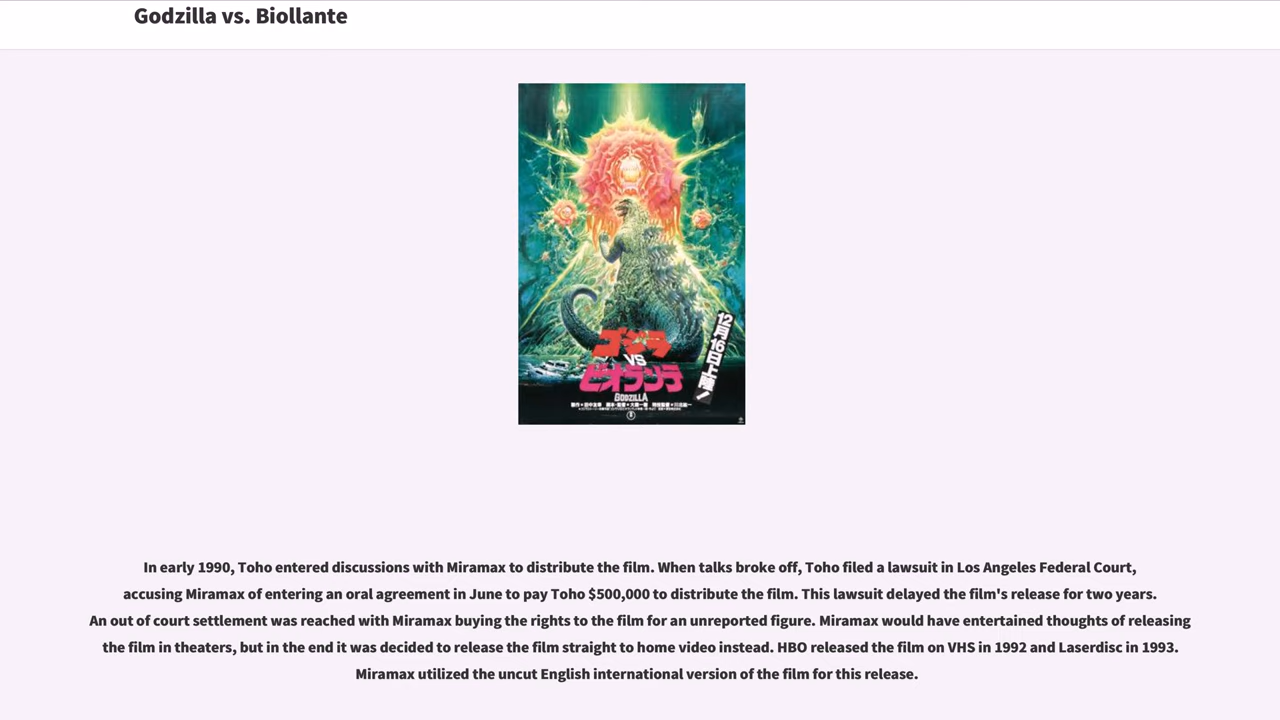 Godzilla vs. Biollante
12月16日上陸!
ゴジラ
VS
ビオランテ
GODZILLA
In early 1990, Toho entered discussions with Miramax to distribute the film. When talks broke off, Toho filed a lawsuit in Los Angeles Federal Court,
accusing Miramax of entering an oral agreement in June to pay Toho $500,000 to distribute the film. This lawsuit delayed the film's release for two years.
An out of court settlement was reached with Miramax buying the rights to the film for an unreported figure. Miramax would have entertained thoughts of releasing
the film in theaters, but in the end it was decided to release the film straight to home video instead. HBO released the film on VHS in 1992 and Laserdisc in 1993.
Miramax utilized the uncut English international version of the film for this release.